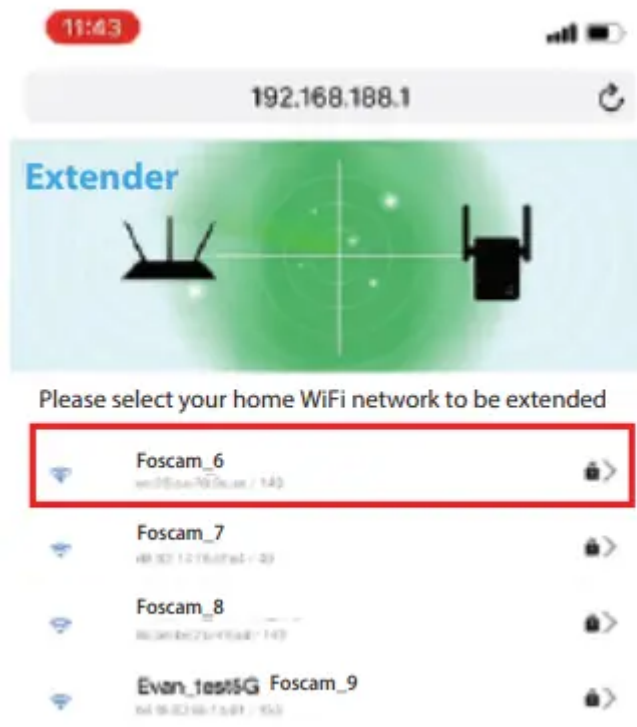 11:43
192.168.188.1
Extender
Please select your home WiFi network to be extended
Foscam_6
Foscam_7
Foscam_8
Evan_test5G Foscam_9